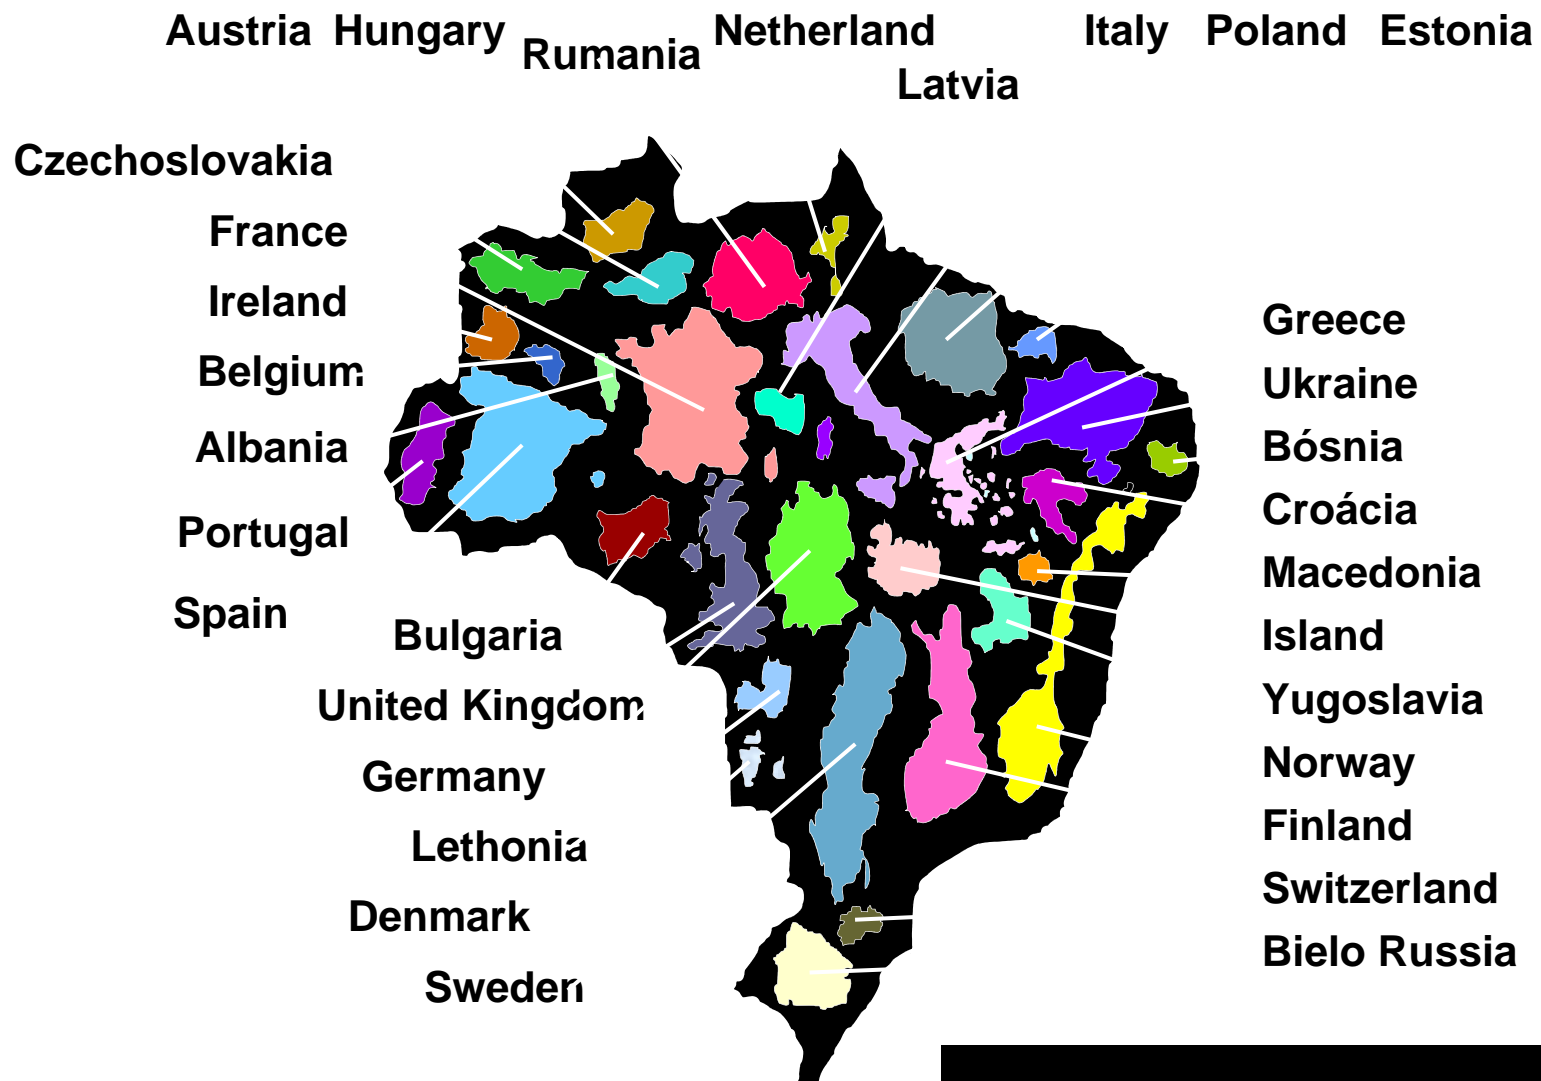 Austria Hungary Rumania Netherland Italy Poland Estonia
Latvia
Czechoslovakia
France
Ireland
Belgium
Albania
Portugal
Spain
Bulgaria
United Kingdom
Germany
Lethonia
Denmark
Sweden
Greece
Ukraine
Bósnia
Croácia
Macedonia
Island
Yugoslavia
Norway
Finland
Switzerland
Bielo Russia